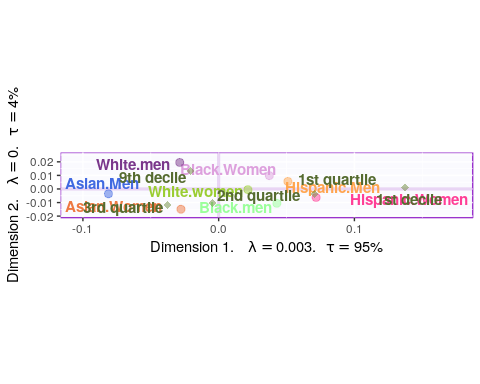 Dimension 2. λ = 0. τ = 4%
0.02
0.01
0.00
-0.01
-0.02
White.men
Black.Women
9th decile
1st quartile
Asian.Men
Hispanic.Men
White.women
2nd quartile
Hispanic.Women
1st decile
Asian.Women
3rd quartile
Black.men
-0.1
0.0
0.1
Dimension 1. λ = 0.003. τ = 95%